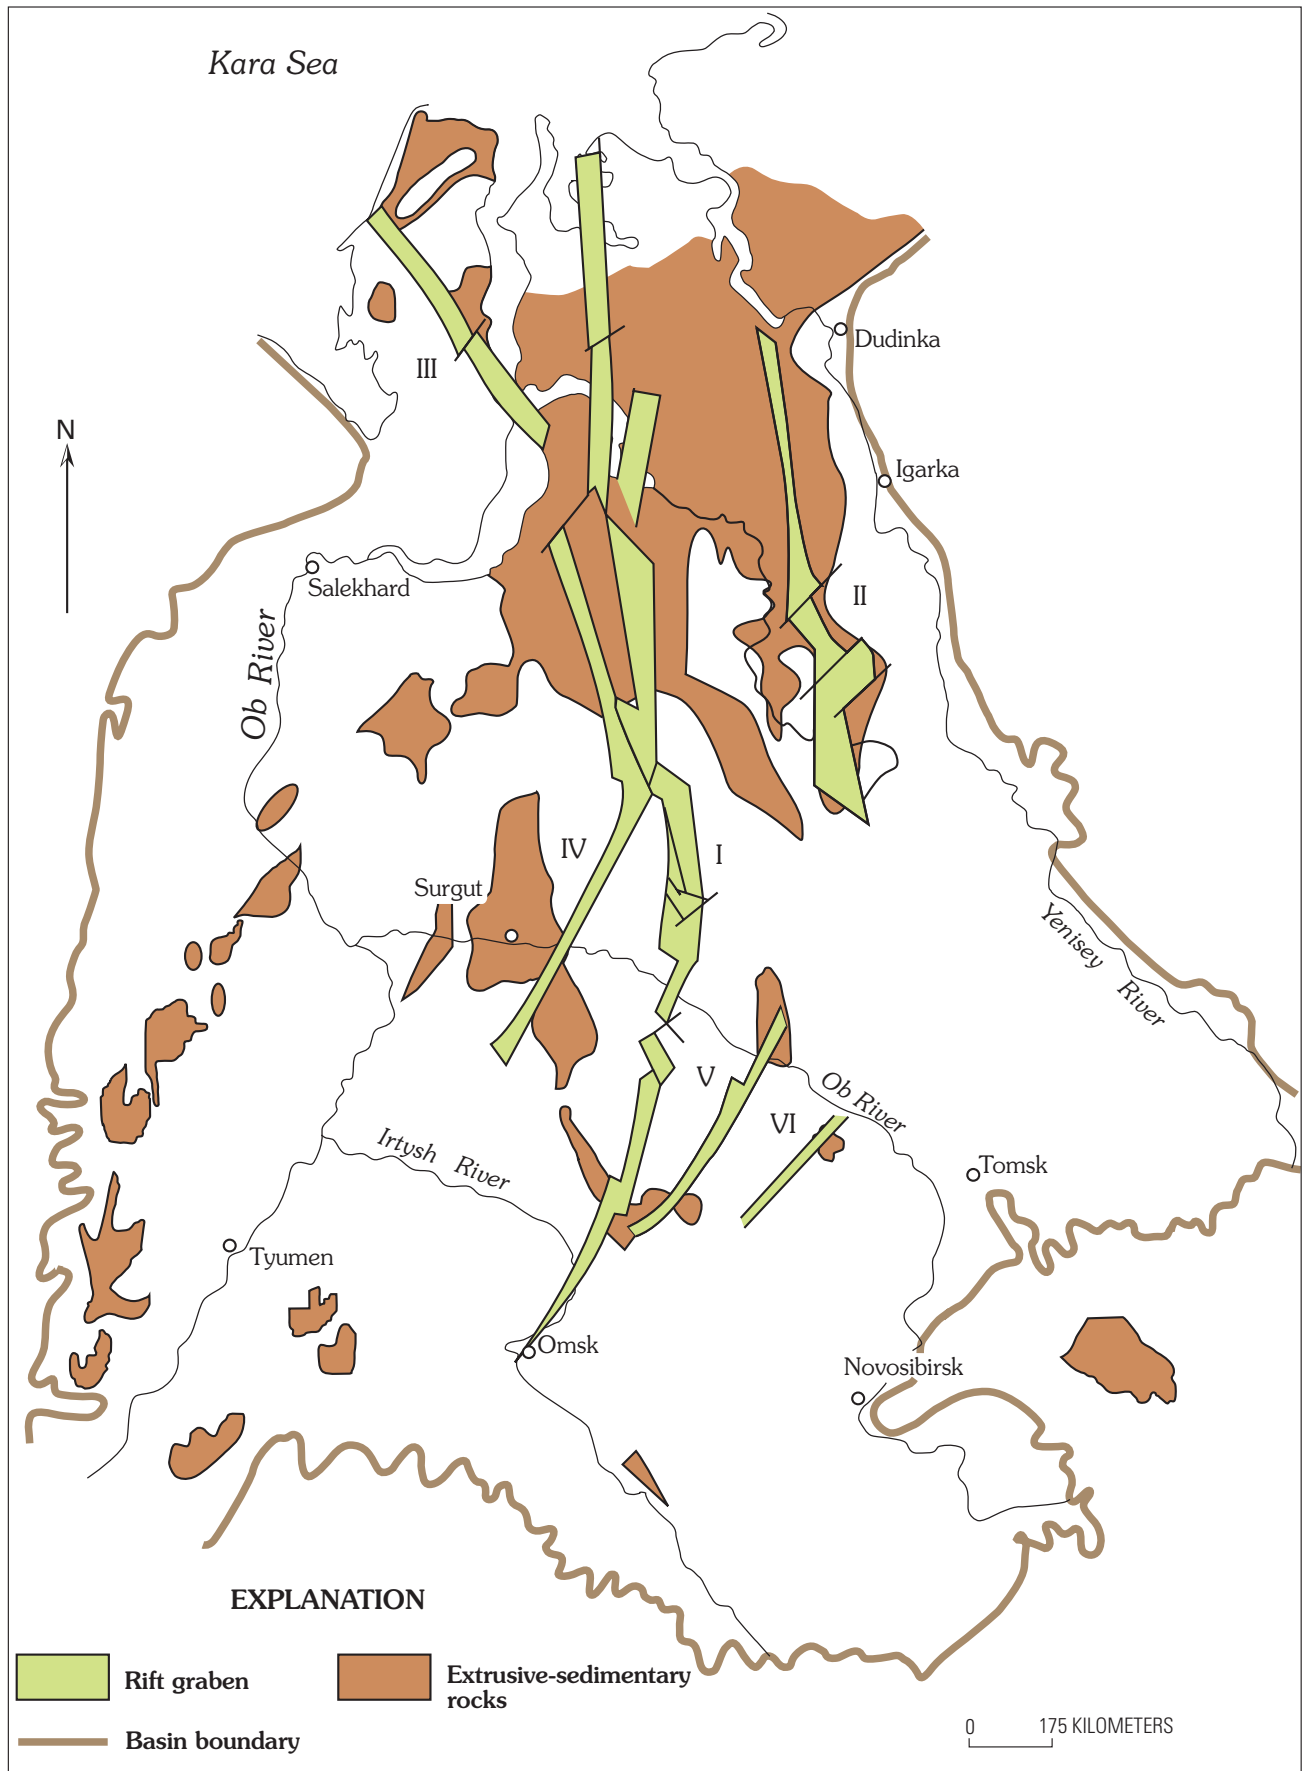 Kara Sea
Dudinka
III
N
Igarka
Salekhard
II
Ob River
IV
I
Surgut
Yenisey
River
V
Ob River
VI
Irtysh River
Tomsk
Tyumen
Omsk
Novosibirsk
EXPLANATION
Rift graben
Extrusive-sedimentary
rocks
Basin boundary
0 175 KILOMETERS